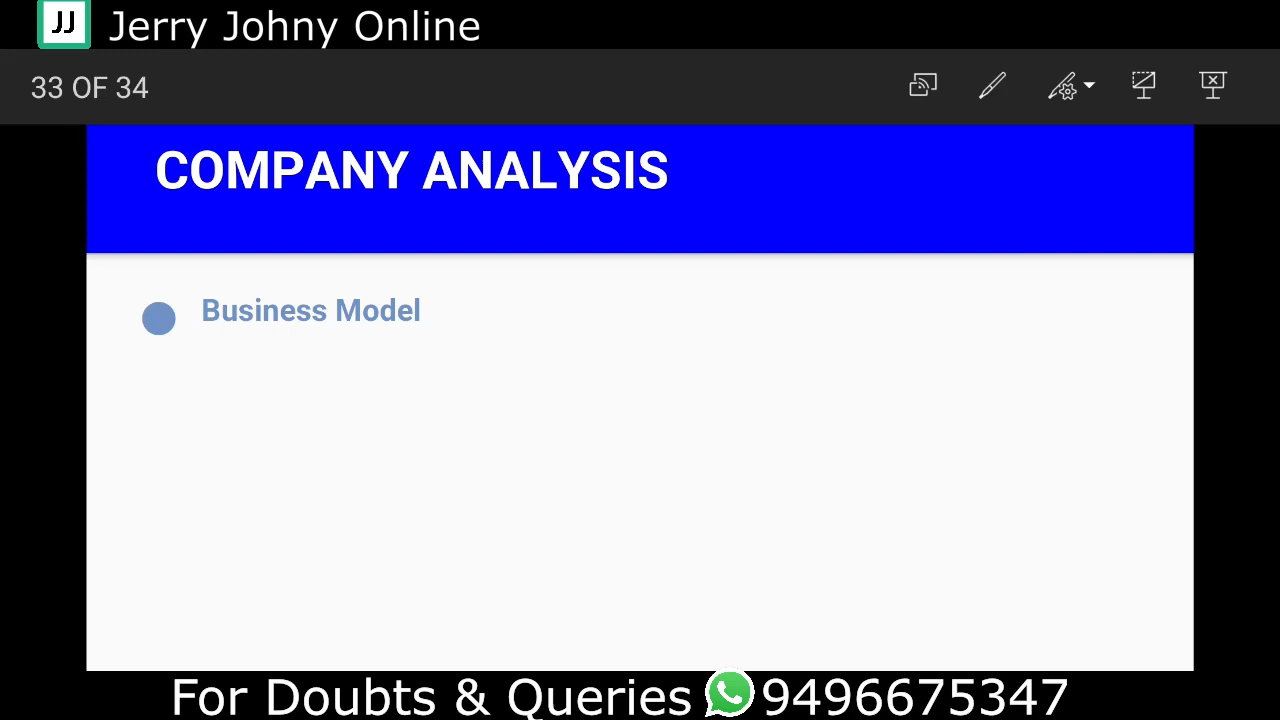 JJ Jerry Johny Online
33 OF 34
COMPANY ANALYSIS
Business Model
For Doubts & Queries 9496675347